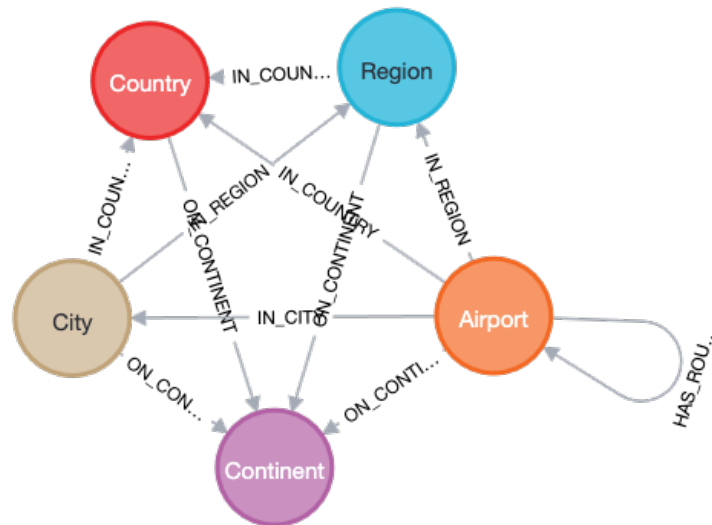 Country
IN_COUN...
Region
IN_COUN...
IN_REGION
IN_COUNTRY
IN_REGION
ON_CONTINENT
ON_CONTINENT
City
IN_CITY
Airport
HAS_ROU...
ON_CON...
ON_CONTI...
Continent